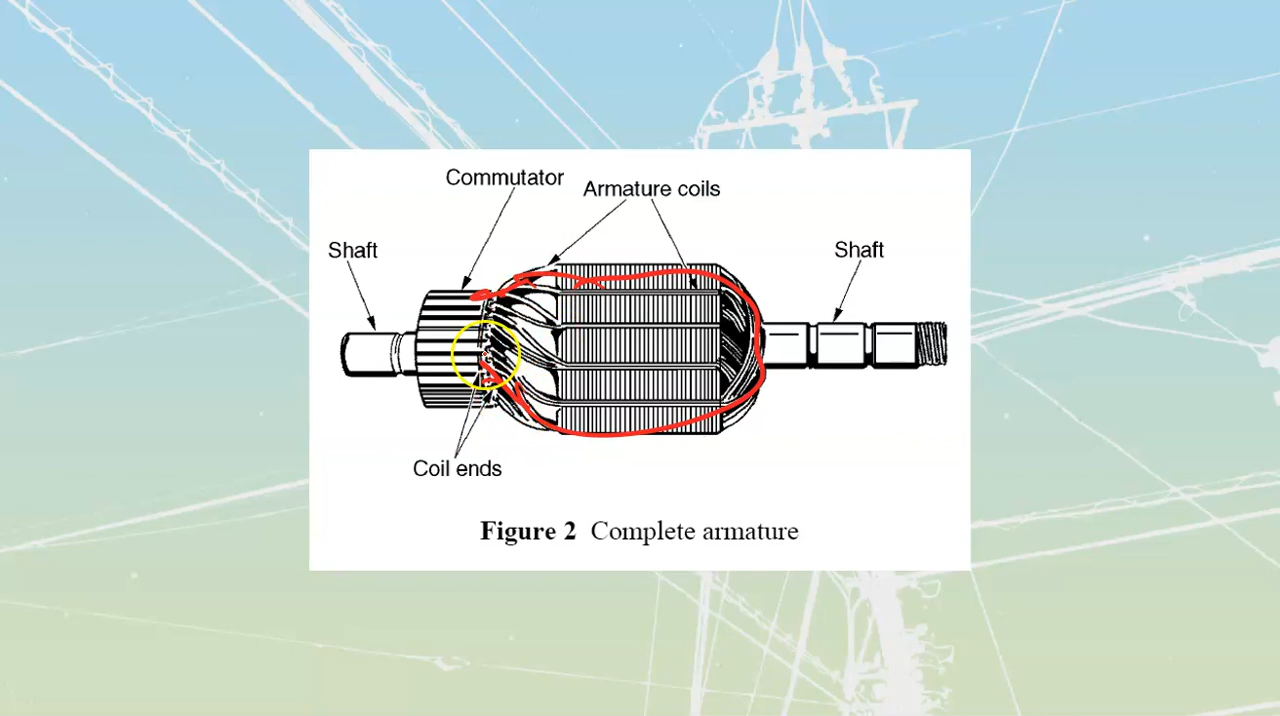 Commutator
Armature coils
Shaft
Shaft
Coil ends
Figure 2 Complete armature